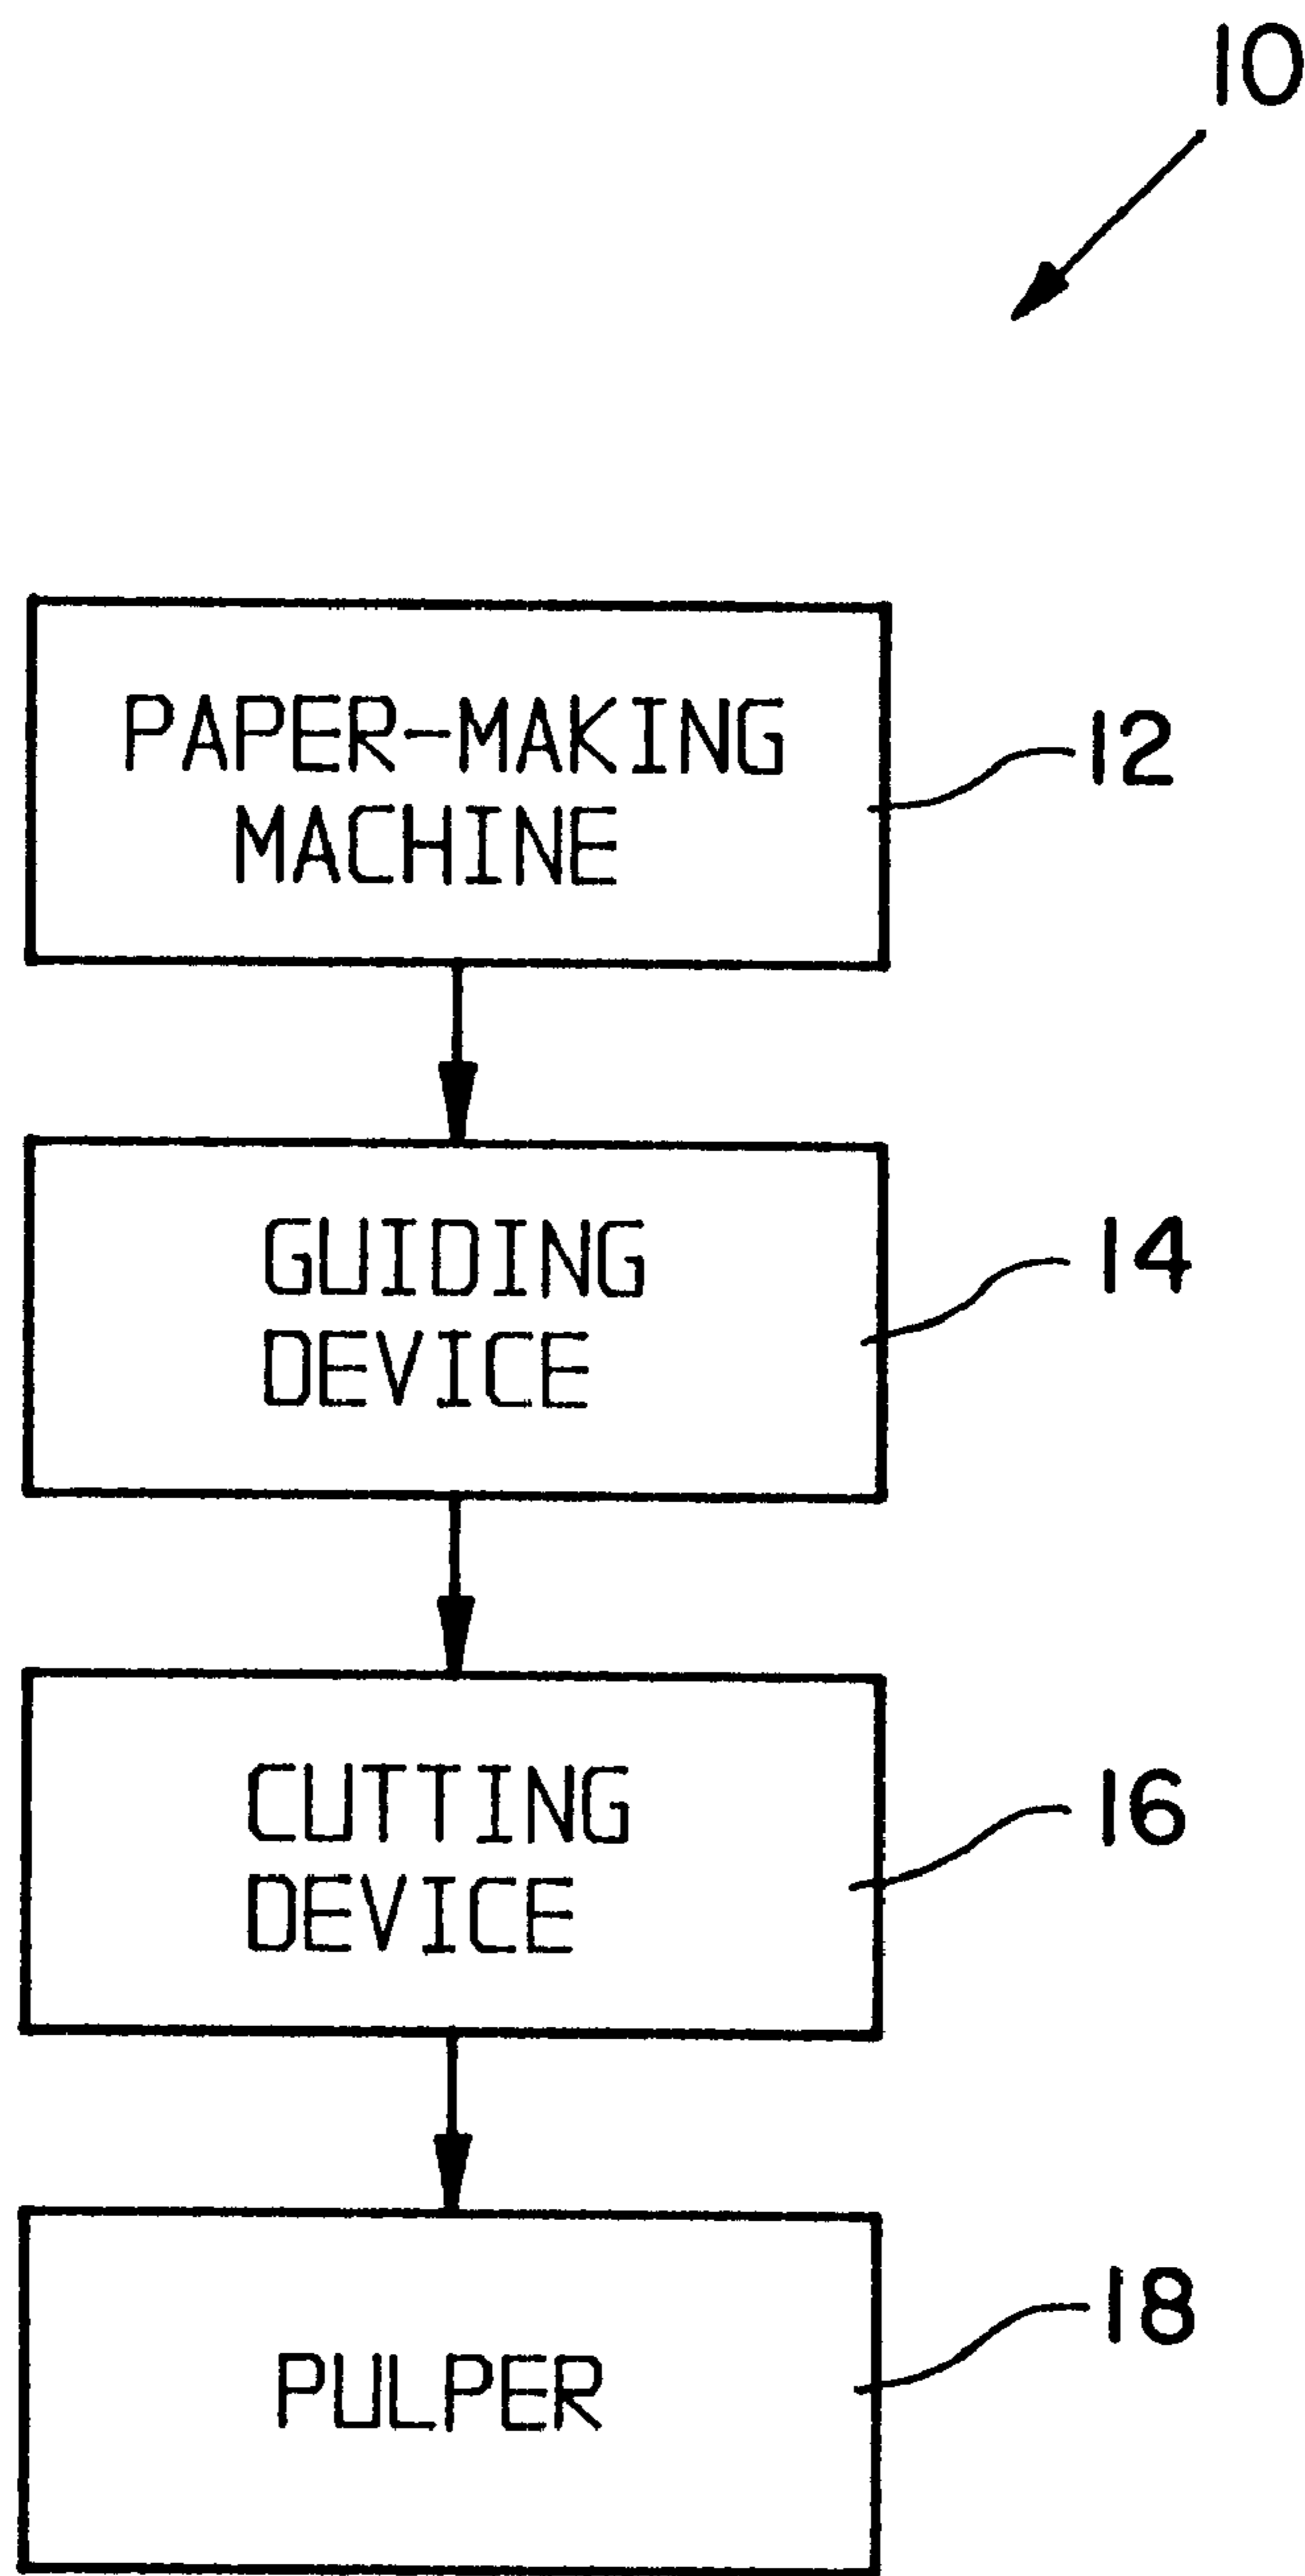 10
PAPER-MAKING
MACHINE
12
GUIDING
DEVICE
14
CUTTING
DEVICE
16
PULPER
18